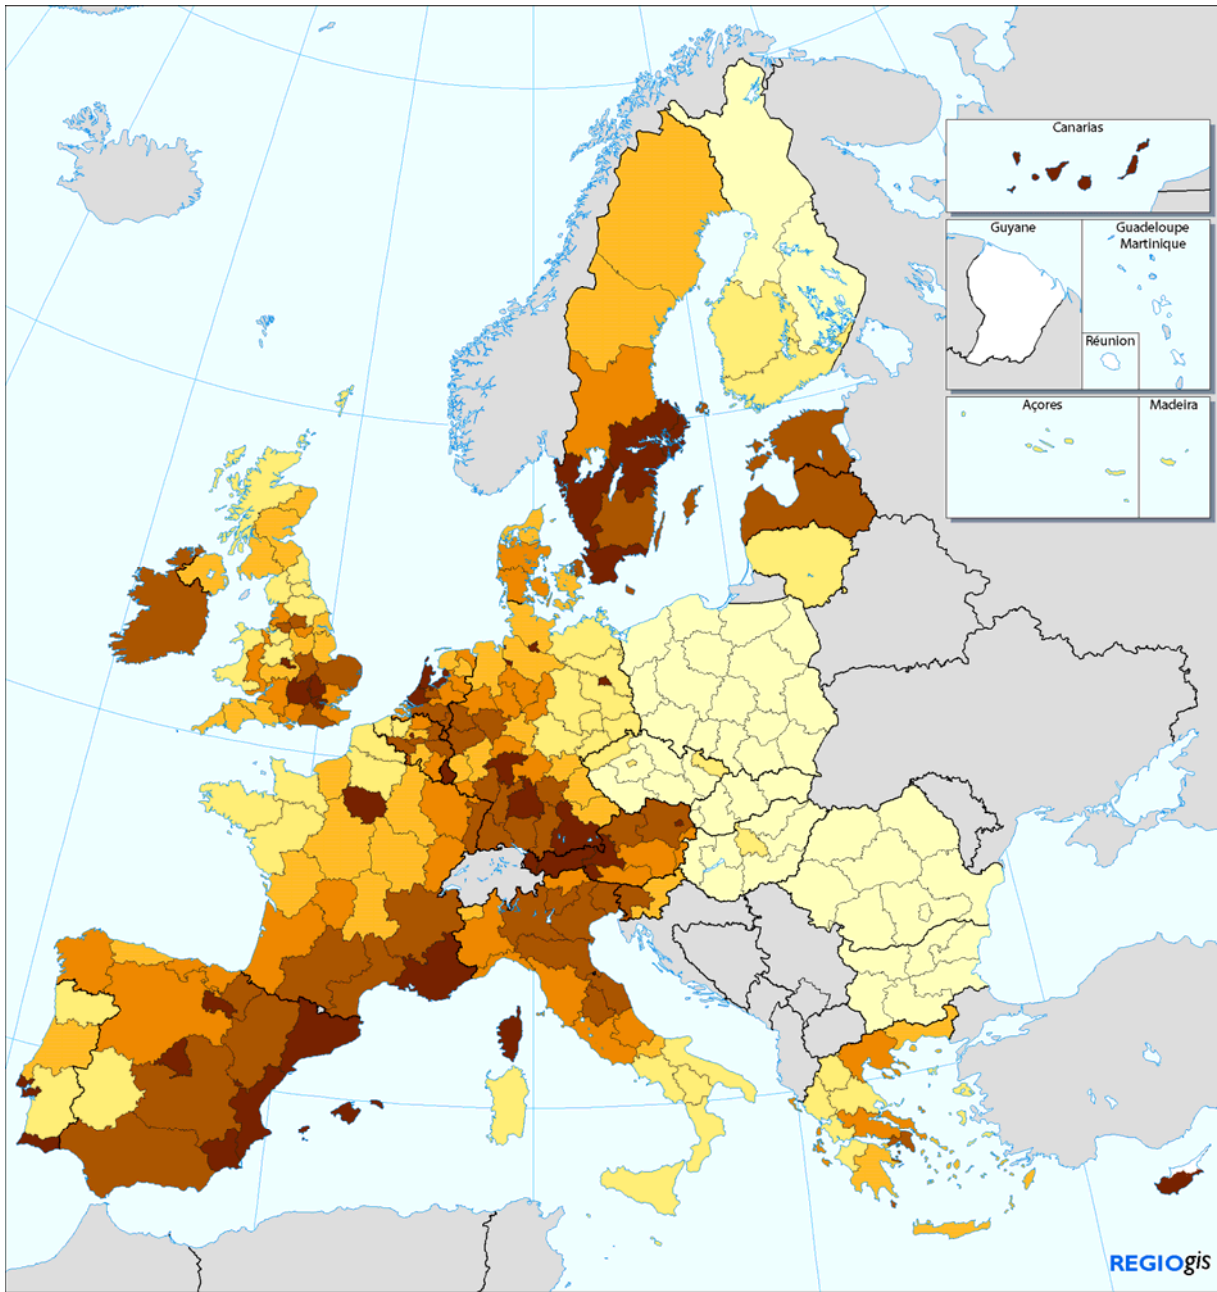 Canarias
Guyane
Guadeloupe
Martinique
Réunion
Açores
Madeira
REGIOgis